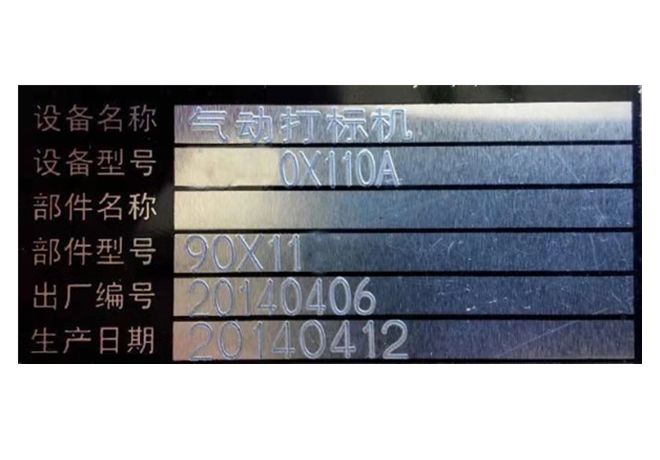 设备名称 气动打标机
设备型号 0X110A
部件名称
部件型号 90X11
出厂编号 20140406
生产日期 20140412